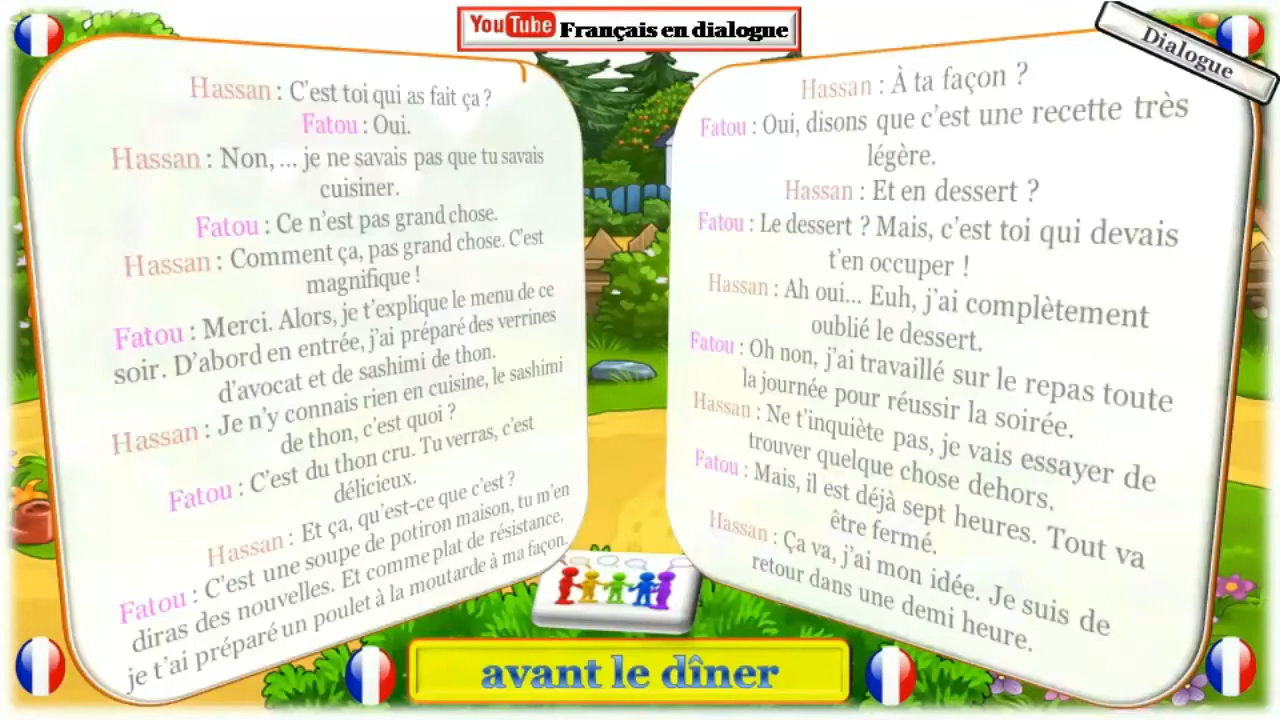 YouTube Français en dialogue
Dialogue
Hassan : C'est toi qui as fait ça ?
Fatou : Oui.
Hassan : Non, ... je ne savais pas que tu savais
cuisiner.
Fatou : Ce n'est pas grand chose.
Hassan : Comment ça, pas grand chose. C'est
magnifique !
Fatou : Merci. Alors, je t'explique le menu de ce
soir. D'abord en entrée, j'ai préparé des verrines
d'avocat et de sashimi de thon.
Hassan : Je n'y connais rien en cuisine, le sashimi
de thon, c'est quoi ?
Fatou : C'est du thon cru. Tu verras, c'est
délicieux.
Hassan : Et ça, qu'est-ce que c'est ?
Fatou : C'est une soupe de potiron maison, tu m'en
diras des nouvelles. Et comme plat de résistance,
je t'ai préparé un poulet à la moutarde à ma façon.
Hassan : À ta façon ?
Fatou : Oui, disons que c'est une recette très
légère.
Hassan : Et en dessert ?
Fatou : Le dessert ? Mais, c'est toi qui devais
t'en occuper !
Hassan : Ah oui... Euh, j'ai complètement
oublié le dessert.
Fatou : Oh non, j'ai travaillé sur le repas toute
la journée pour réussir la soirée.
Hassan : Ne t'inquiète pas, je vais essayer de
trouver quelque chose dehors.
Fatou : Mais, il est déjà sept heures. Tout va
être fermé.
Hassan : Ça va, j'ai mon idée. Je suis de
retour dans une demi heure.
avant le dîner